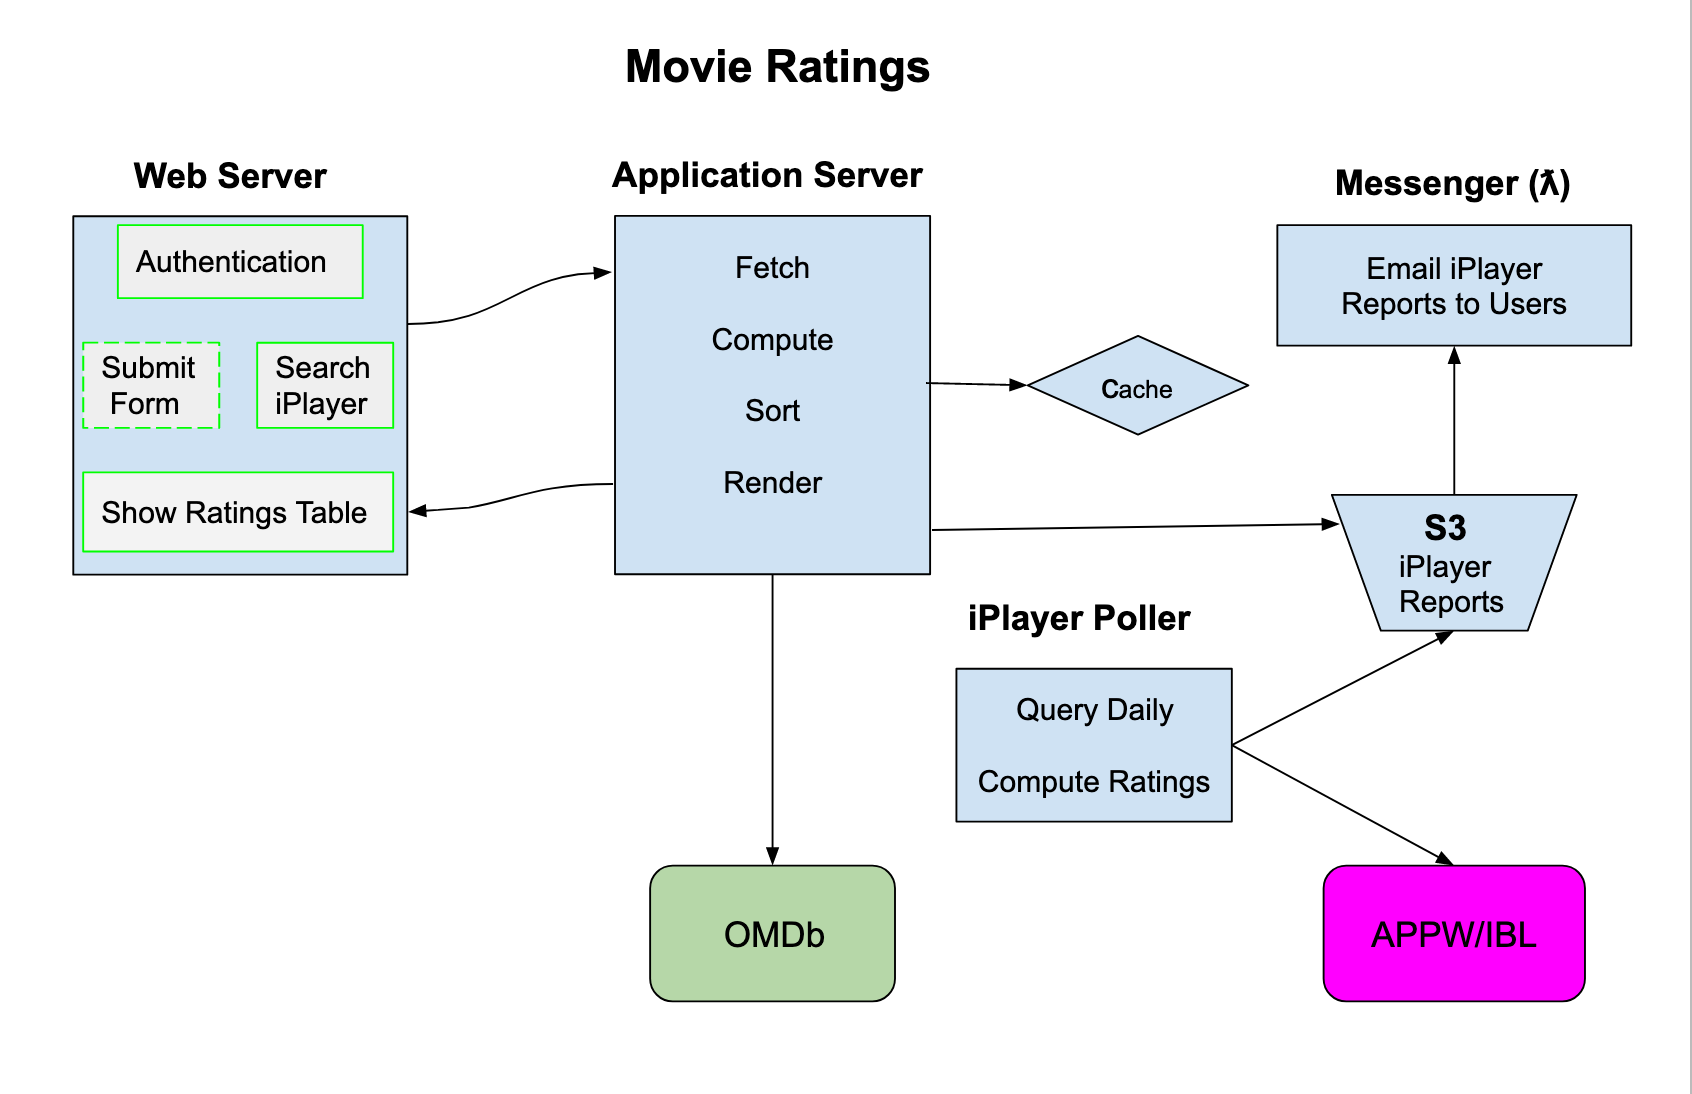 Movie Ratings
Web Server
Application Server
Messenger (ƛ)
Authentication
Submit
Form
Search
iPlayer
Show Ratings Table
Fetch
Compute
Sort
Render
Cache
Email iPlayer
Reports to Users
S3
iPlayer
Reports
iPlayer Poller
Query Daily
Compute Ratings
OMDb
APPW/IBL